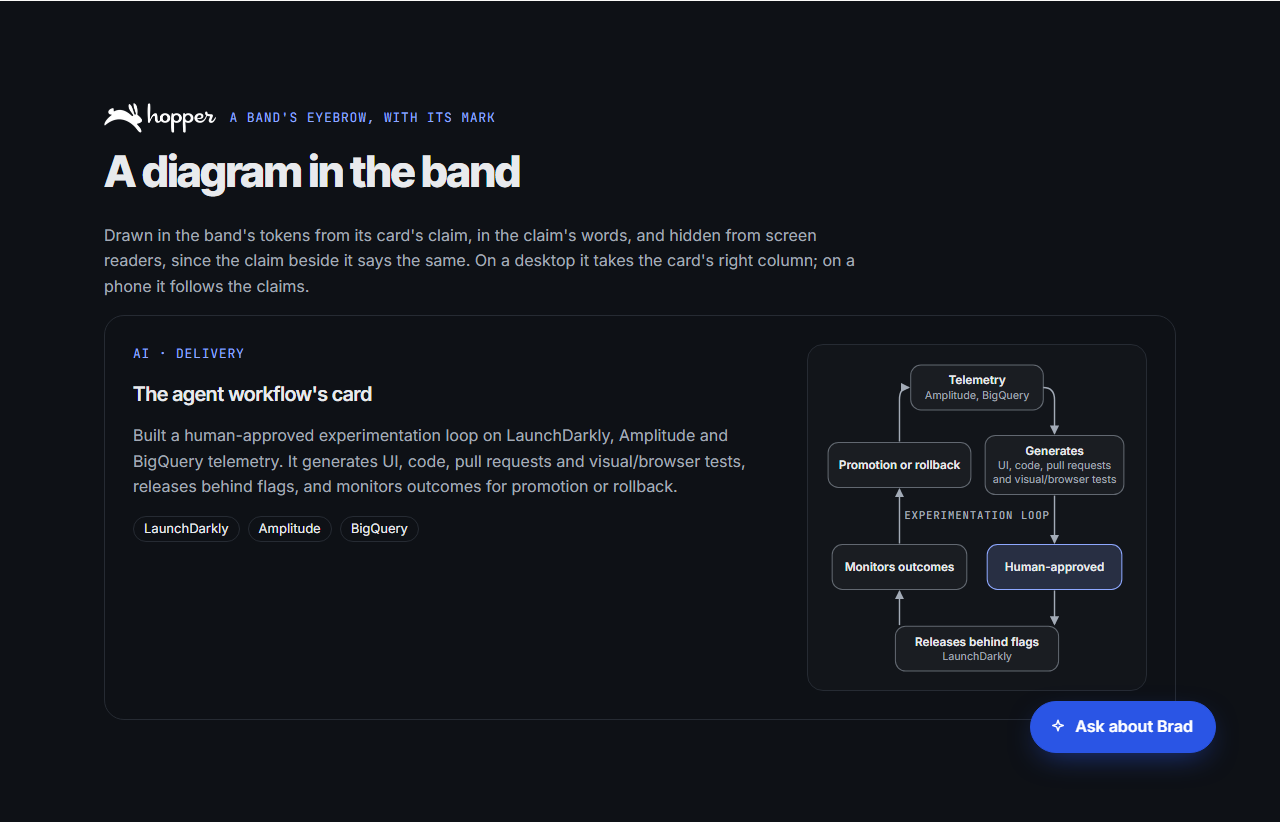 hopper
A BAND'S EYEBROW, WITH ITS MARK
A diagram in the band
Drawn in the band's tokens from its card's claim, in the claim's words, and hidden from screen
readers, since the claim beside it says the same. On a desktop it takes the card's right column; on a
phone it follows the claims.
AI · DELIVERY
The agent workflow's card
Built a human-approved experimentation loop on LaunchDarkly, Amplitude and
BigQuery telemetry. It generates UI, code, pull requests and visual/browser tests,
releases behind flags, and monitors outcomes for promotion or rollback.
LaunchDarkly
Amplitude
BigQuery
Telemetry
Amplitude, BigQuery
Promotion or rollback
Generates
UI, code, pull requests
and visual/browser tests
EXPERIMENTATION LOOP
Monitors outcomes
Human-approved
Releases behind flags
LaunchDarkly
Ask about Brad